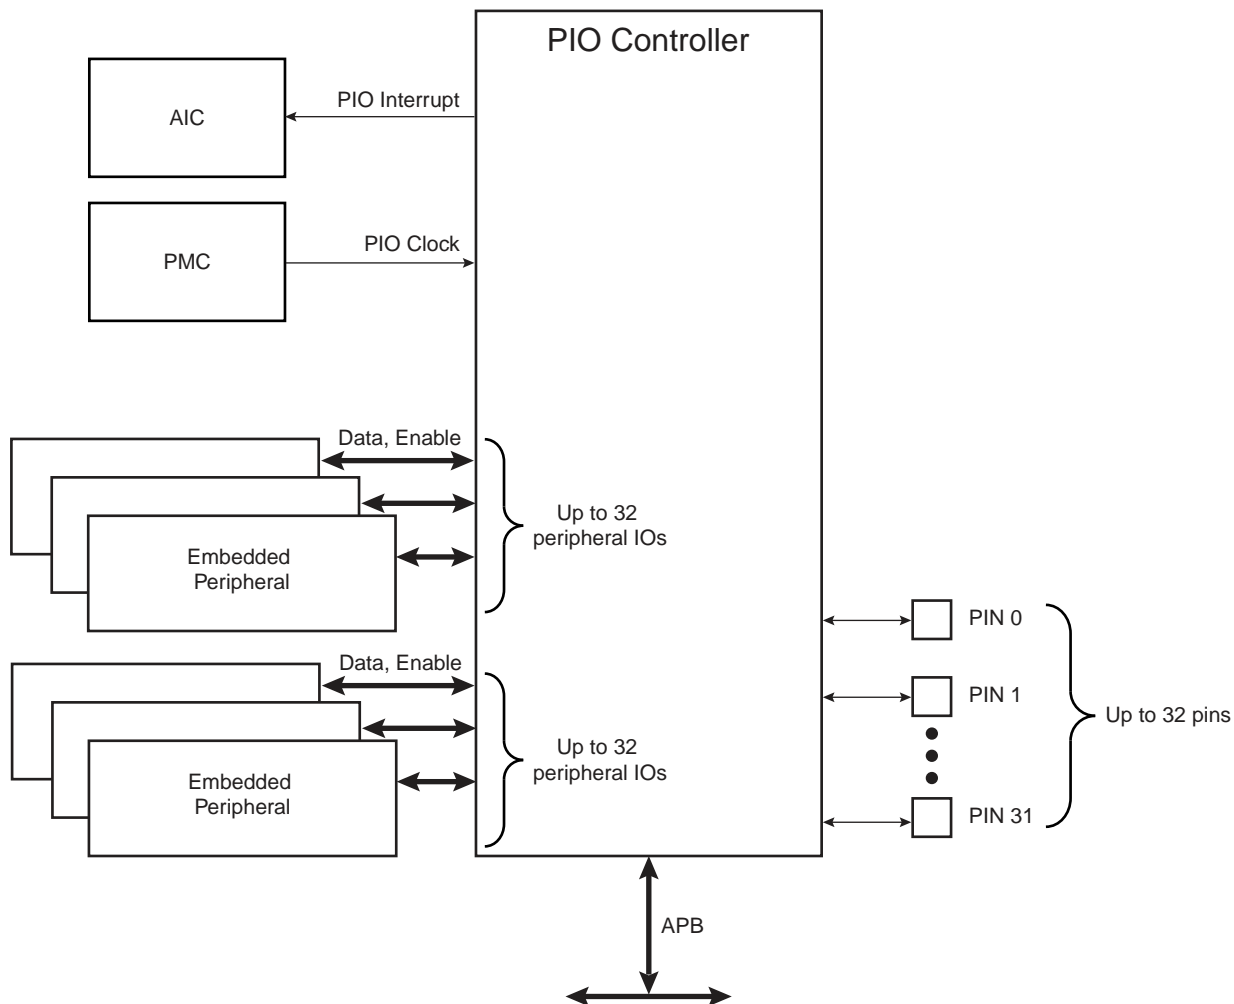 PIO Controller
AIC
PIO Interrupt
PMC
PIO Clock
Data, Enable
Up to 32
peripheral IOs
Embedded
Peripheral
PIN 0
Data, Enable
PIN 1
Up to 32 pins
Up to 32
peripheral IOs
Embedded
Peripheral
PIN 31
APB